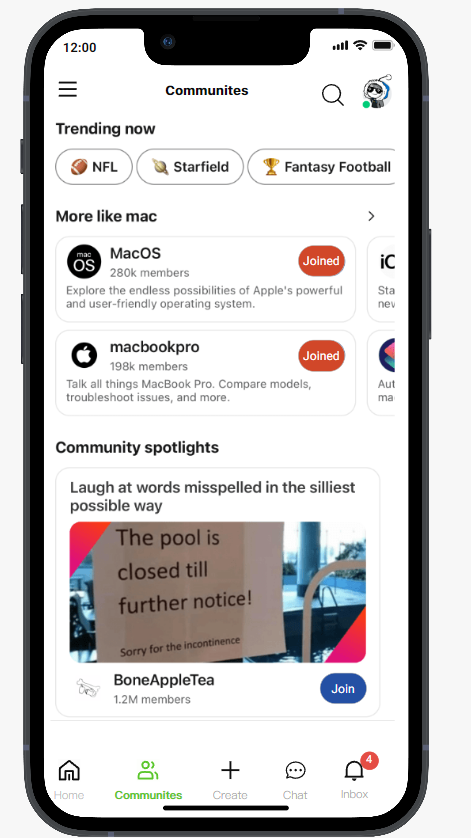 12:00
Communites
Trending now
NFL
Starfield
Fantasy Football
More like mac
mac
OS
MacOS
280k members
Joined
Explore the endless possibilities of Apple's powerful
and user-friendly operating system.
iO
Sta
nev
macbookpro
198k members
Joined
Talk all things MacBook Pro. Compare models,
troubleshoot issues, and more.
Aut
ma
Community spotlights
Laugh at words misspelled in the silliest
possible way
The pool is
closed till
further notice!
Sorry for the incontinence
BoneAppleTea
1.2M members
Join
4
Home
Communites
Create
Chat
Inbox